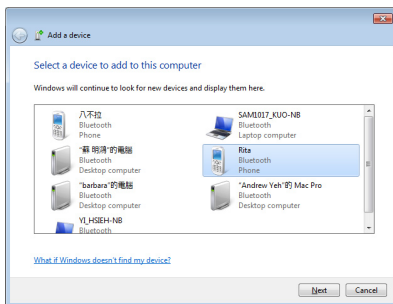 Add a device
Select a device to add to this computer
Windows will continue to look for new devices and display them here.
八不拉
Bluetooth
Phone
SAM1017_KUO-NB
Bluetooth
Laptop computer
"蘇 明鴻"的電腦
Bluetooth
Desktop computer
Rita
Bluetooth
Phone
"barbara"的電腦
Bluetooth
Desktop computer
"Andrew Yeh"的 Mac Pro
Bluetooth
Desktop computer
YI_HSIEH-NB
Bluetooth
What if Windows doesn't find my device?
Next
Cancel